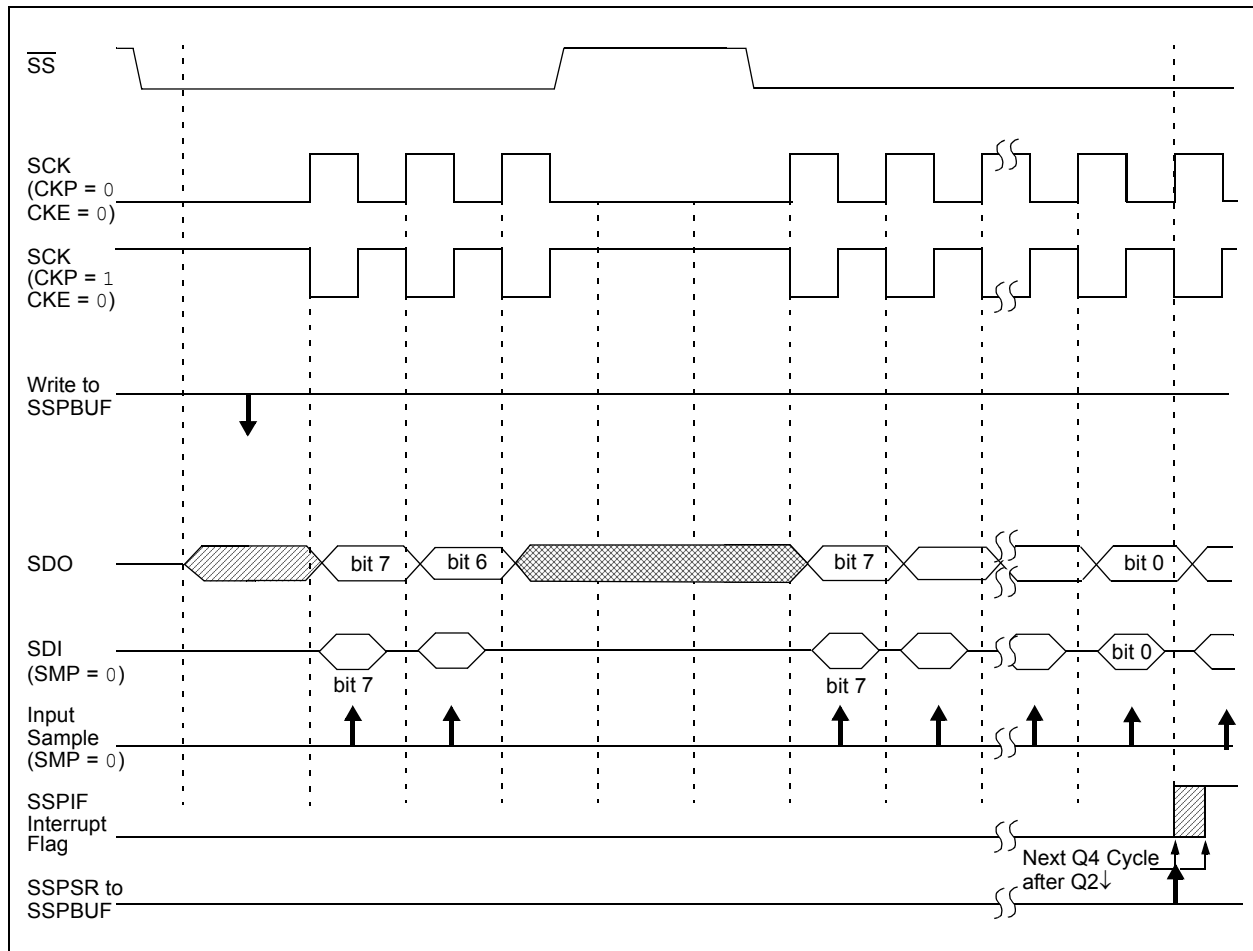 SS
SCK
(CKP = 0
CKE = 0)
SCK
(CKP = 1
CKE = 0)
Write to
SSPBUF
SDO
bit 7
bit 6
bit 7
bit 0
SDI
(SMP = 0)
bit 7
bit 7
bit 0
Input
Sample
(SMP = 0)
SSPIF
Interrupt
Flag
Next Q4 Cycle
after Q2↓
SSPSR to
SSPBUF